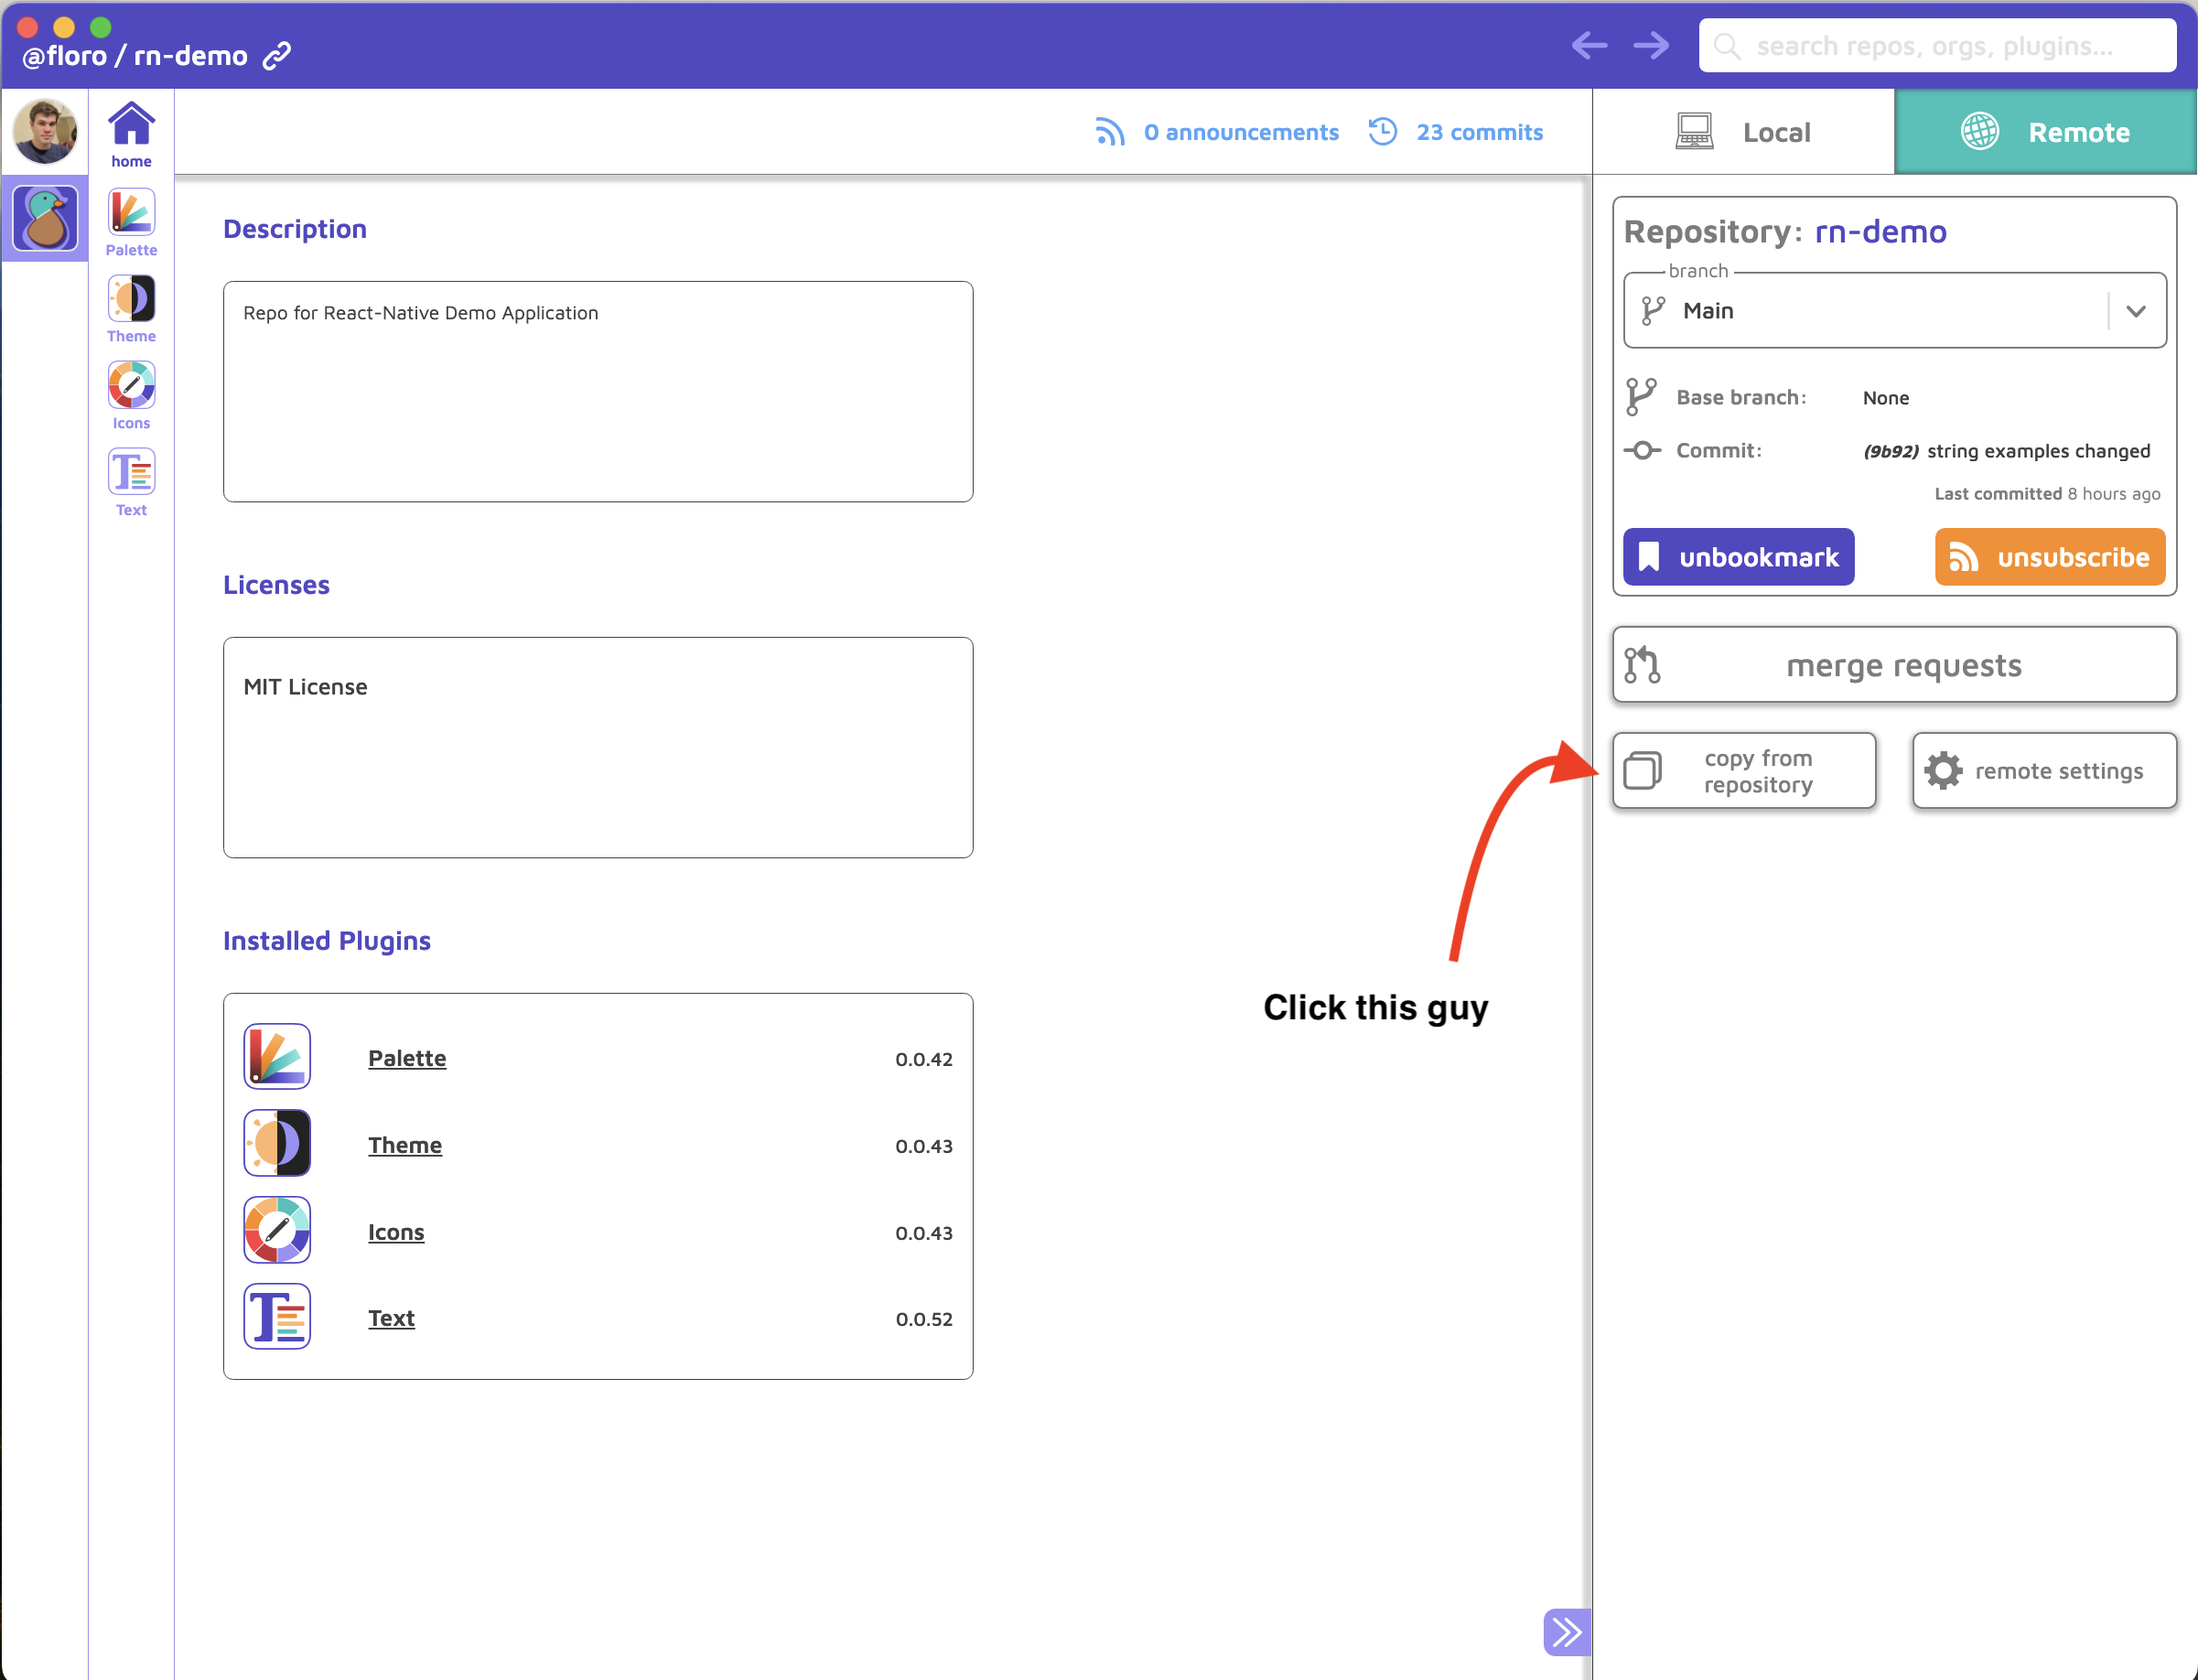 @floro / rn-demo
search repos, orgs, plugins...
home
Palette
Theme
Icons
Text
0 announcements
23 commits
Description
Repo for React-Native Demo Application
Licenses
MIT License
Installed Plugins
Palette 0.0.42
Theme 0.0.43
Icons 0.0.43
Text 0.0.52
Click this guy
Local
Remote
Repository: rn-demo
branch
Main
Base branch: None
Commit: (9b92) string examples changed
Last committed 8 hours ago
unbookmark
unsubscribe
merge requests
copy from
repository
remote settings